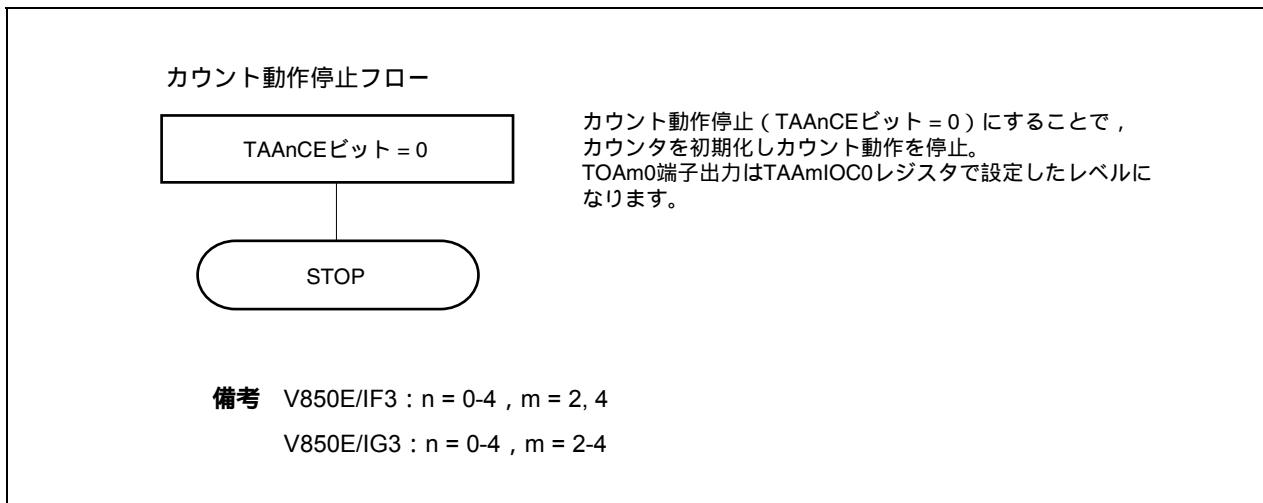 カウント動作停止フロー
TAAnCEビット = 0
カウント動作停止（TAAnCEビット = 0）にすることで，
カウンタを初期化しカウント動作を停止。
TOAm0端子出力はTAAmIOC0レジスタで設定したレベルに
なります。
STOP
備考 V850E/IF3：n = 0-4，m = 2, 4
V850E/IG3：n = 0-4，m = 2-4